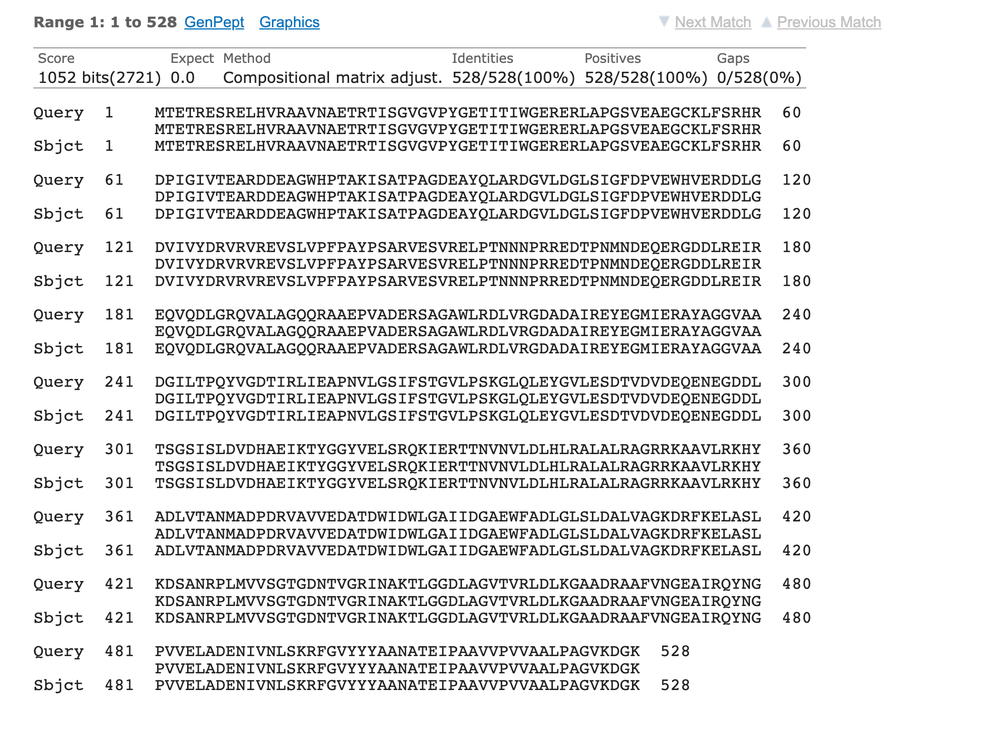 Range 1: 1 to 528 GenPept Graphics ▼ Next Match ▲ Previous Match
Score Expect Method Identities Positives Gaps
1052 bits(2721) 0.0 Compositional matrix adjust. 528/528(100%) 528/528(100%) 0/528(0%)
Query 1 MTETRESRELHVRAAVNAETRTISGVGVPYGETITIWGERERLAPGSVEAEGCKLFSRHR 60
MTETRESRELHVRAAVNAETRTISGVGVPYGETITIWGERERLAPGSVEAEGCKLFSRHR
Sbjct 1 MTETRESRELHVRAAVNAETRTISGVGVPYGETITIWGERERLAPGSVEAEGCKLFSRHR 60
Query 61 DPIGIVTEARDDEAGWHPTAKISATPAGDEAYQLARDGVLDGLSIGFDPVEWHVERDDLG 120
DPIGIVTEARDDEAGWHPTAKISATPAGDEAYQLARDGVLDGLSIGFDPVEWHVERDDLG
Sbjct 61 DPIGIVTEARDDEAGWHPTAKISATPAGDEAYQLARDGVLDGLSIGFDPVEWHVERDDLG 120
Query 121 DVIVYDRVRVREVSLVPFPAYPSARVESVRELPTNNNPRREDTPNMNDEQERGDDLREIR 180
DVIVYDRVRVREVSLVPFPAYPSARVESVRELPTNNNPRREDTPNMNDEQERGDDLREIR
Sbjct 121 DVIVYDRVRVREVSLVPFPAYPSARVESVRELPTNNNPRREDTPNMNDEQERGDDLREIR 180
Query 181 EQVQDLGRQVALAGQQRAAEPVADERSAGAWLRDLVRGDADAIREYEGMIERAYAGGVAA 240
EQVQDLGRQVALAGQQRAAEPVADERSAGAWLRDLVRGDADAIREYEGMIERAYAGGVAA
Sbjct 181 EQVQDLGRQVALAGQQRAAEPVADERSAGAWLRDLVRGDADAIREYEGMIERAYAGGVAA 240
Query 241 DGILTPQYVGDTIRLIEAPNVLGSIFSTGVLPSKGLQLEYGVLESDTVDVDEQENEGDDL 300
DGILTPQYVGDTIRLIEAPNVLGSIFSTGVLPSKGLQLEYGVLESDTVDVDEQENEGDDL
Sbjct 241 DGILTPQYVGDTIRLIEAPNVLGSIFSTGVLPSKGLQLEYGVLESDTVDVDEQENEGDDL 300
Query 301 TSGSISLDVDHAEIKTYGGYVELSRQKIERTTNVNVLDLHLRALALRAGRRKAAVLRKHY 360
TSGSISLDVDHAEIKTYGGYVELSRQKIERTTNVNVLDLHLRALALRAGRRKAAVLRKHY
Sbjct 301 TSGSISLDVDHAEIKTYGGYVELSRQKIERTTNVNVLDLHLRALALRAGRRKAAVLRKHY 360
Query 361 ADLVTANMADPDRVAVVEDATDWIDWLGAIIDGAEWFADLGLSLDALVAGKDRFKELASL 420
ADLVTANMADPDRVAVVEDATDWIDWLGAIIDGAEWFADLGLSLDALVAGKDRFKELASL
Sbjct 361 ADLVTANMADPDRVAVVEDATDWIDWLGAIIDGAEWFADLGLSLDALVAGKDRFKELASL 420
Query 421 KDSANRPLMVVSGTGDNTVGRINAKTLGGDLAGVTVRLDLKGAADRAAFVNGEAIRQYNG 480
KDSANRPLMVVSGTGDNTVGRINAKTLGGDLAGVTVRLDLKGAADRAAFVNGEAIRQYNG
Sbjct 421 KDSANRPLMVVSGTGDNTVGRINAKTLGGDLAGVTVRLDLKGAADRAAFVNGEAIRQYNG 480
Query 481 PVVELADENIVNLSKRFGVYYYAANATEIPAAVVPVVAALPAGVKDGK 528
PVVELADENIVNLSKRFGVYYYAANATEIPAAVVPVVAALPAGVKDGK
Sbjct 481 PVVELADENIVNLSKRFGVYYYAANATEIPAAVVPVVAALPAGVKDGK 528